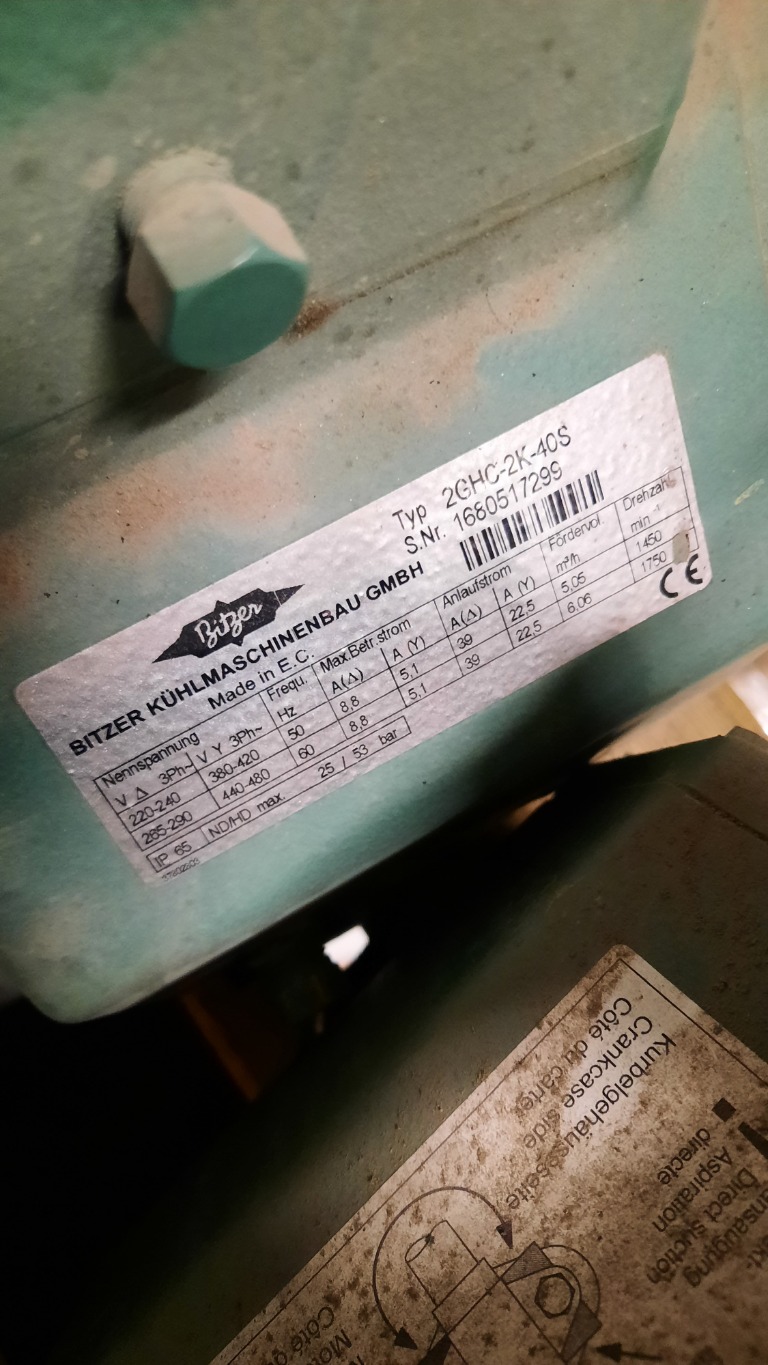 Typ 2GHC-2K-40S
S.Nr. 1680517299
Bitzer
BITZER KÜHLMASCHINENBAU GMBH
Made in E.C.
Nennspannung Frequ. Max.Betr.strom Anlaufstrom Fördervol. Drehzahl
V Δ 3Ph~ V Y 3Ph~ Hz A(Δ) A (Y) A(Δ) A (Y) m³/h min⁻¹
220-240 380-420 50 8,8 5,1 39 22,5 5,05 1450
265-290 440-480 60 8,8 5,1 39 22,5 6,06 1750
IP 65 ND/HD max. 25 / 53 bar
CE
Kurbelgehäuseseite
Crankcase side
Côté du carter
Direct suction
Aspiration
directe